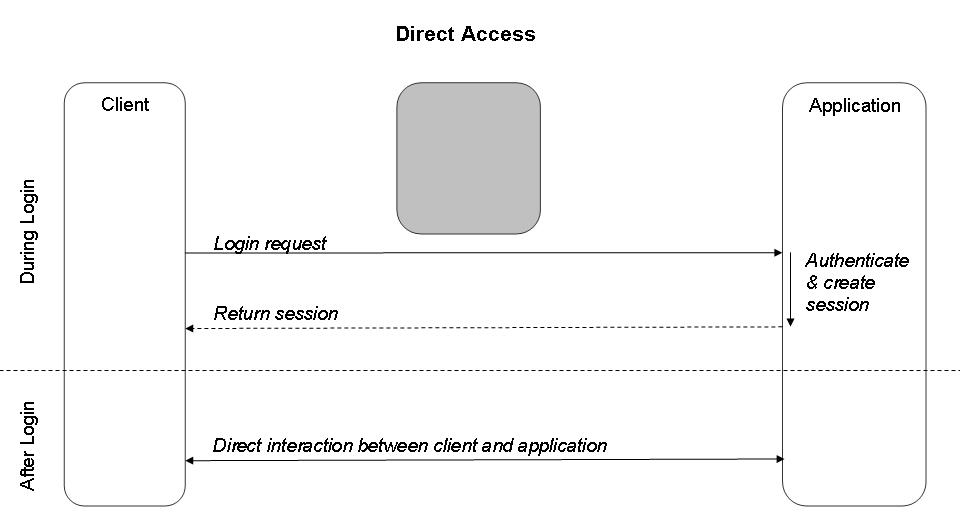 Direct Access
Client
Application
During Login
Login request
Authenticate
& create
session
Return session
After Login
Direct interaction between client and application